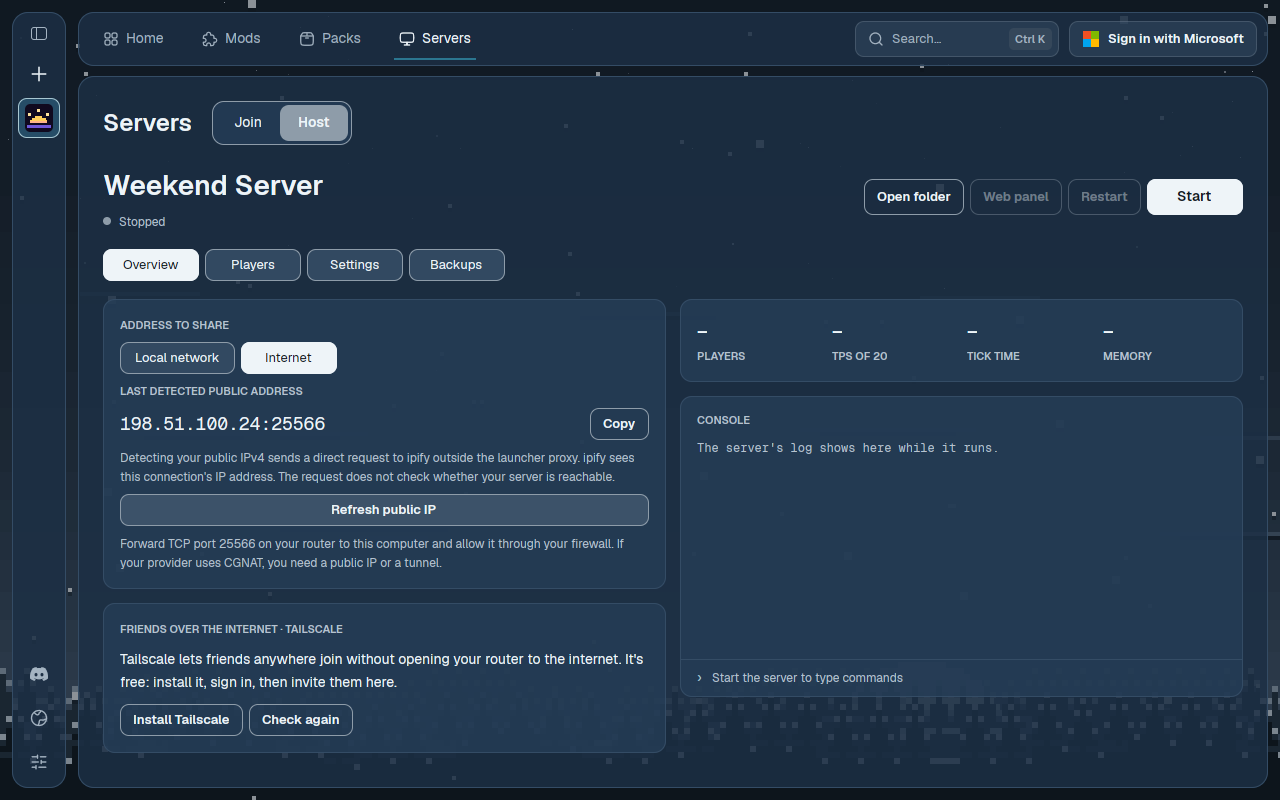 Home
Mods
Packs
Servers
Search...
Ctrl K
Sign in with Microsoft
Servers
Join
Host
Weekend Server
Stopped
Open folder
Web panel
Restart
Start
Overview
Players
Settings
Backups
ADDRESS TO SHARE
Local network
Internet
LAST DETECTED PUBLIC ADDRESS
198.51.100.24:25566
Copy
Detecting your public IPv4 sends a direct request to ipify outside the launcher proxy. ipify sees
this connection's IP address. The request does not check whether your server is reachable.
Refresh public IP
Forward TCP port 25566 on your router to this computer and allow it through your firewall. If
your provider uses CGNAT, you need a public IP or a tunnel.
FRIENDS OVER THE INTERNET · TAILSCALE
Tailscale lets friends anywhere join without opening your router to the internet. It's
free: install it, sign in, then invite them here.
Install Tailscale
Check again
– – – –
PLAYERS
TPS OF 20
TICK TIME
MEMORY
CONSOLE
The server's log shows here while it runs.
› Start the server to type commands